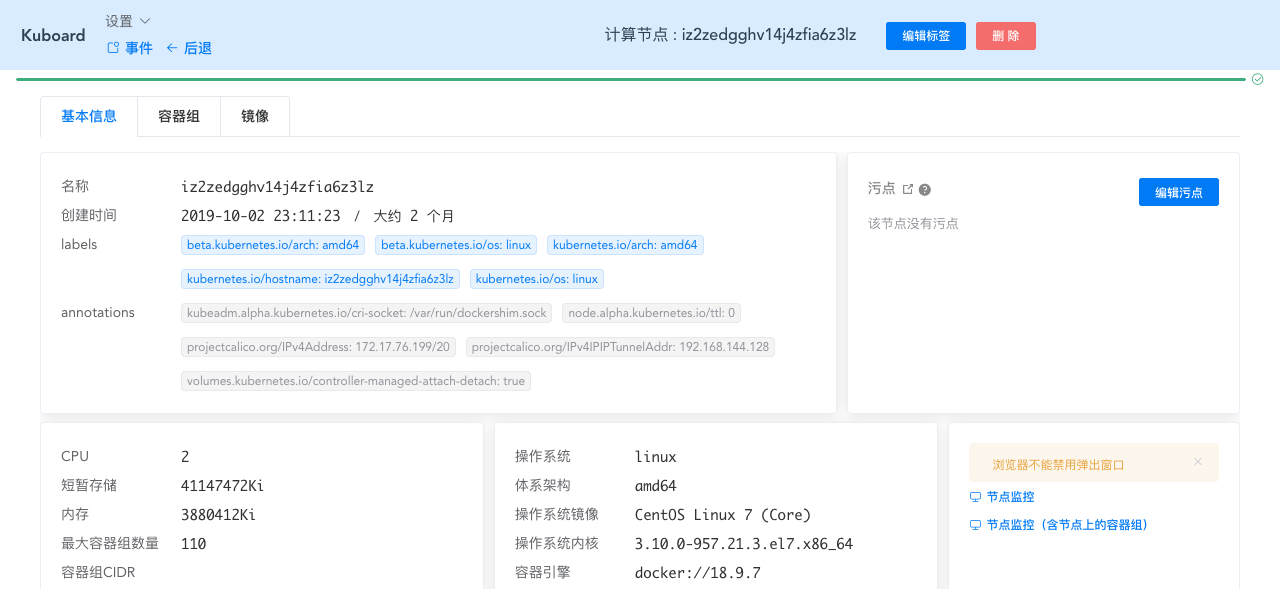 Kuboard
设置
事件 后退
计算节点 : iz2zedgghv14j4zfia6z3lz
编辑标签
删 除
基本信息 容器组 镜像
名称 iz2zedgghv14j4zfia6z3lz
创建时间 2019-10-02 23:11:23 / 大约 2 个月
labels beta.kubernetes.io/arch: amd64 beta.kubernetes.io/os: linux kubernetes.io/arch: amd64
kubernetes.io/hostname: iz2zedgghv14j4zfia6z3lz kubernetes.io/os: linux
annotations kubeadm.alpha.kubernetes.io/cri-socket: /var/run/dockershim.sock node.alpha.kubernetes.io/ttl: 0
projectcalico.org/IPv4Address: 172.17.76.199/20 projectcalico.org/IPv4IPIPTunnelAddr: 192.168.144.128
volumes.kubernetes.io/controller-managed-attach-detach: true
污点 ?
编辑污点
该节点没有污点
CPU 2
短暂存储 41147472Ki
内存 3880412Ki
最大容器组数量 110
容器组CIDR
操作系统 linux
体系架构 amd64
操作系统镜像 CentOS Linux 7 (Core)
操作系统内核 3.10.0-957.21.3.el7.x86_64
容器引擎 docker://18.9.7
浏览器不能禁用弹出窗口
节点监控
节点监控（含节点上的容器组）